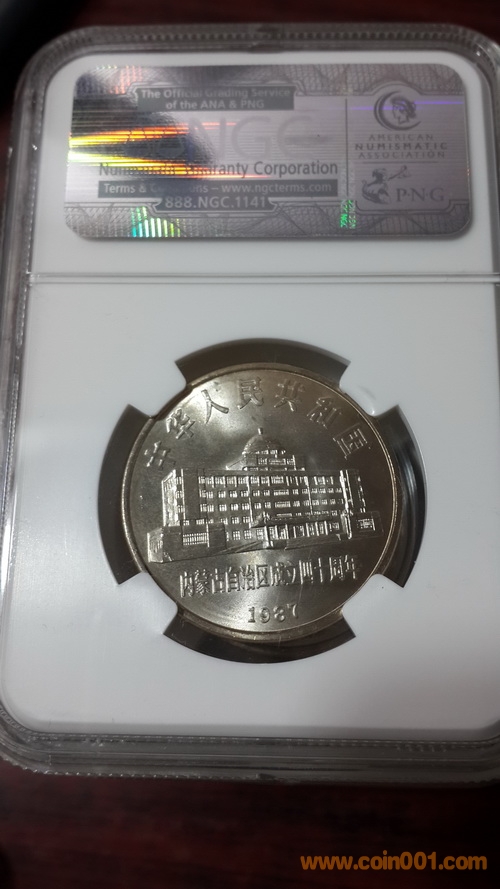 The Official Grading Service
of the ANA & PNG
NGC
Numismatic Guaranty Corporation
Terms & Conditions – www.ngcterms.com
888.NGC.1141
AMERICAN
NUMISMATIC
ASSOCIATION
PNG
中华人民共和国
内蒙古自治区成立四十周年
1987
www.coin001.com